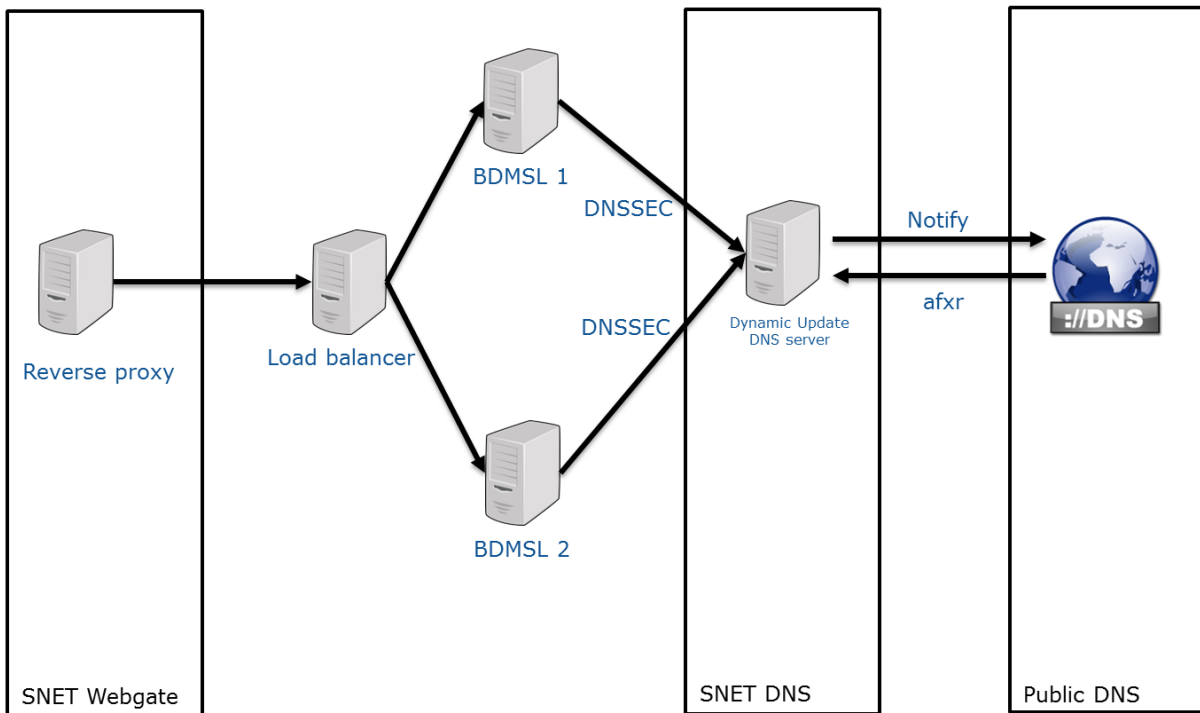 BDMSL 1
DNSSEC
Notify
afxr
://DNS
Dynamic Update
DNS server
DNSSEC
Load balancer
Reverse proxy
BDMSL 2
SNET Webgate
SNET DNS
Public DNS